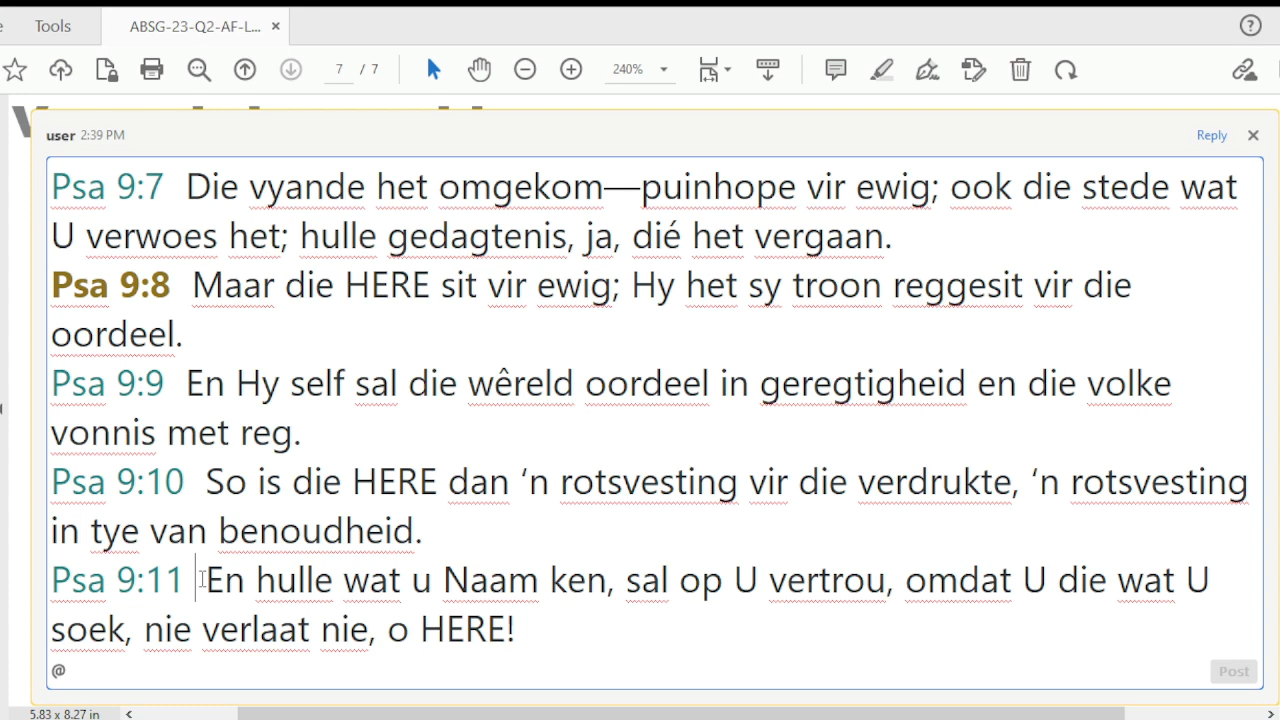 Tools
ABSG-23-Q2-AF-L... ×
7 / 7
240%
user 2:39 PM
Reply
Psa 9:7 Die vyande het omgekom—puinhope vir ewig; ook die stede wat
U verwoes het; hulle gedagtenis, ja, dié het vergaan.
Psa 9:8 Maar die HERE sit vir ewig; Hy het sy troon reggesit vir die
oordeel.
Psa 9:9 En Hy self sal die wêreld oordeel in geregtigheid en die volke
vonnis met reg.
Psa 9:10 So is die HERE dan ‘n rotsvesting vir die verdrukte, ‘n rotsvesting
in tye van benoudheid.
Psa 9:11 En hulle wat u Naam ken, sal op U vertrou, omdat U die wat U
soek, nie verlaat nie, o HERE!
@
Post
5.83 x 8.27 in